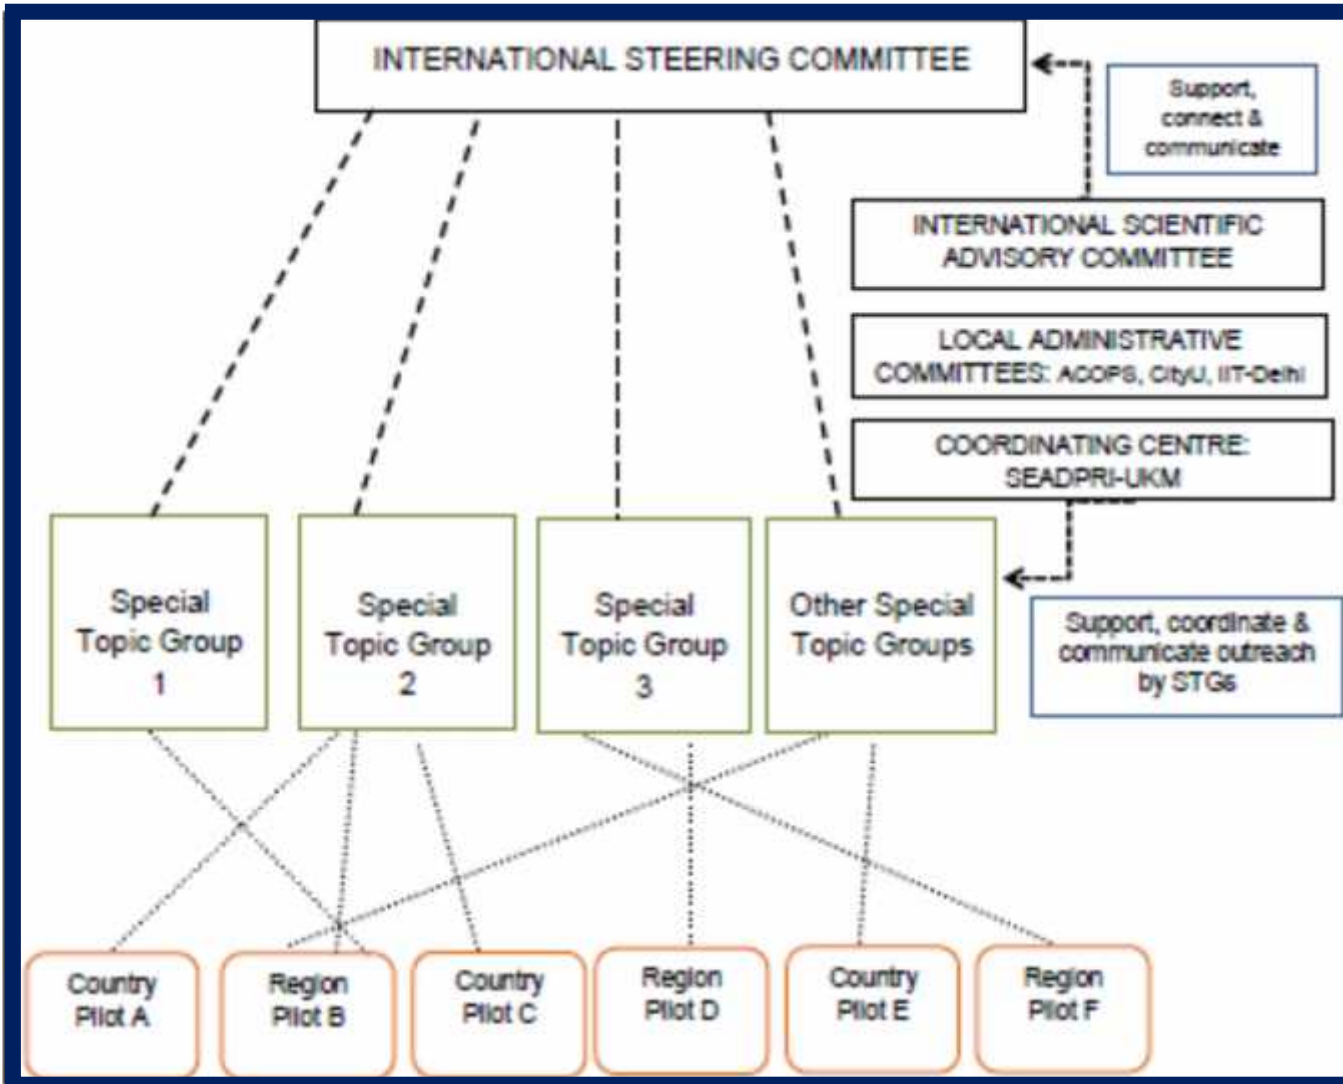 INTERNATIONAL STEERING COMMITTEE
Support,
connect &
communicate
INTERNATIONAL SCIENTIFIC
ADVISORY COMMITTEE
LOCAL ADMINISTRATIVE
COMMITTEES: ACOPS, CityU, IIT-Delhi
COORDINATING CENTRE:
SEADPRI-UKM
Special
Topic Group
1
Special
Topic Group
2
Special
Topic Group
3
Other Special
Topic Groups
Support, coordinate &
communicate outreach
by STGs
Country
Pilot A
Region
Pilot B
Country
Pilot C
Region
Pilot D
Country
Pilot E
Region
Pilot F